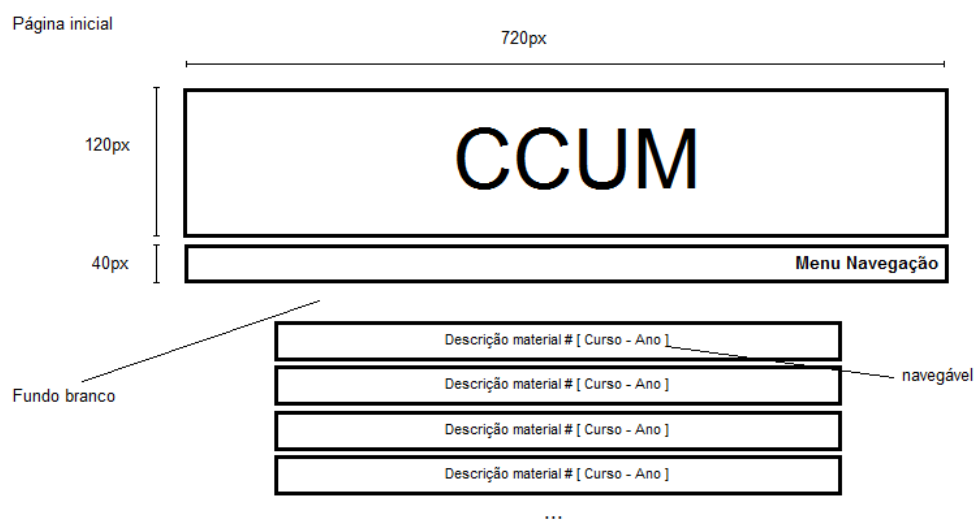 Página inicial
720px
120px
CCUM
40px
Menu Navegação
Descrição material # [ Curso - Ano ]
navegável
Descrição material # [ Curso - Ano ]
Fundo branco
Descrição material # [ Curso - Ano ]
Descrição material # [ Curso - Ano ]
...